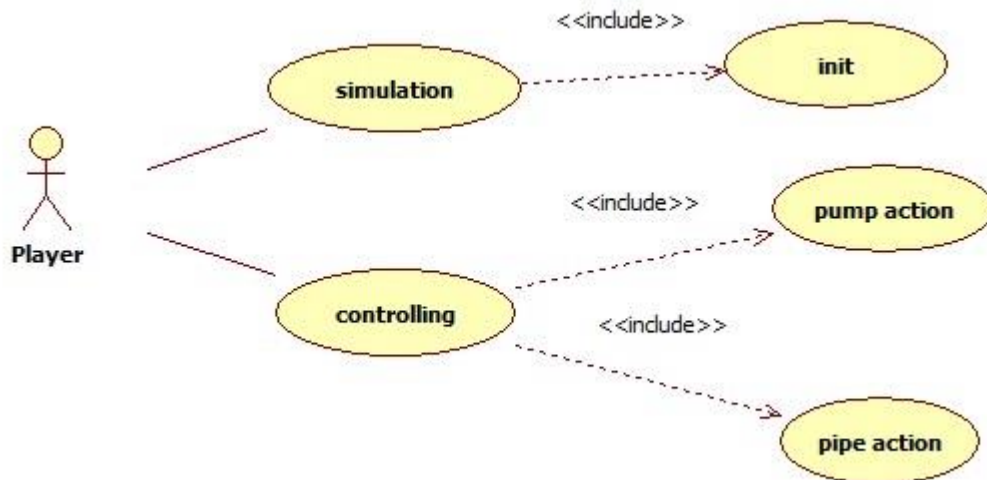 <<include>>
simulation
init
Player
<<include>>
pump action
controlling
<<include>>
pipe action